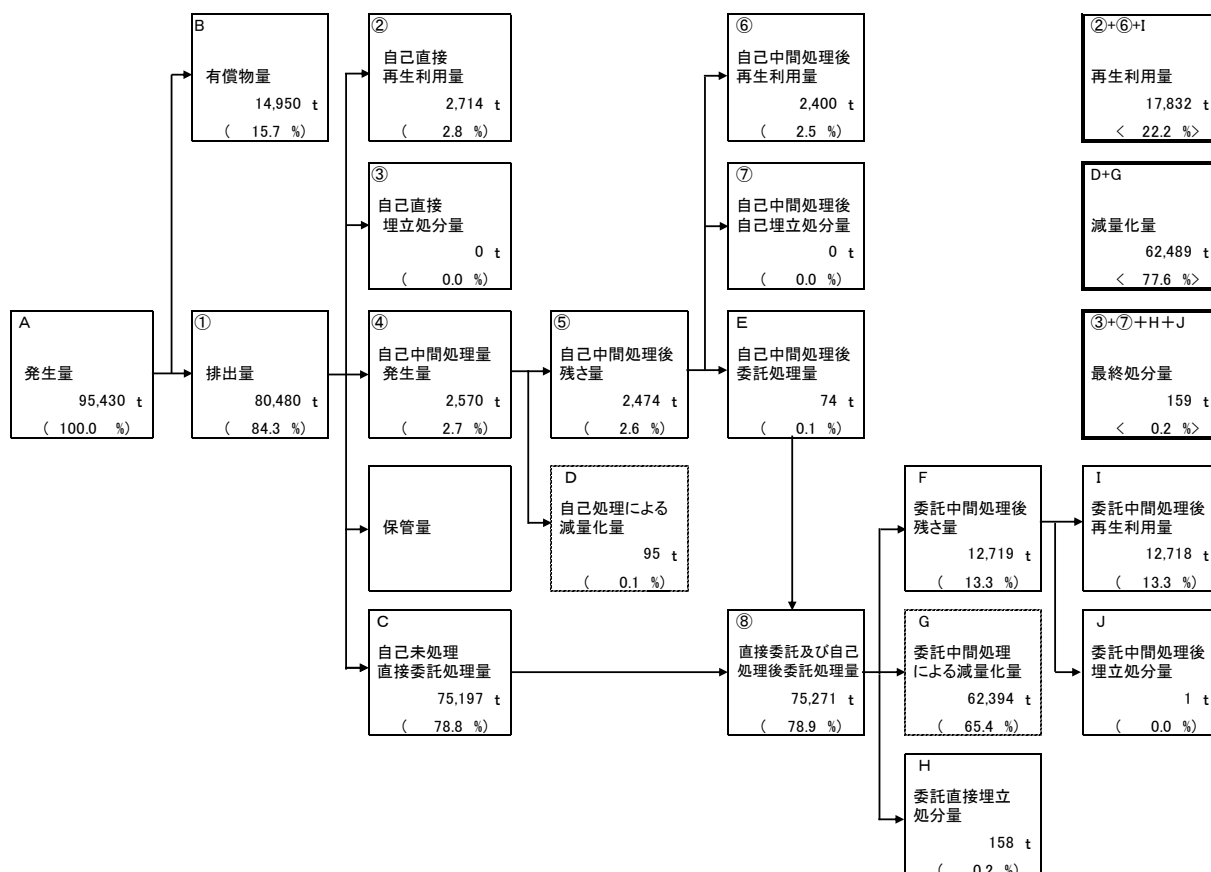 B
有償物量
14,950 t
( 15.7 %)
②
自己直接
再生利用量
2,714 t
( 2.8 %)
⑥
自己中間処理後
再生利用量
2,400 t
( 2.5 %)
②+⑥+I
再生利用量
17,832 t
< 22.2 %>
③
自己直接
埋立処分量
0 t
( 0.0 %)
⑦
自己中間処理後
自己埋立処分量
0 t
( 0.0 %)
D+G
減量化量
62,489 t
< 77.6 %>
A
発生量
95,430 t
( 100.0 %)
①
排出量
80,480 t
( 84.3 %)
④
自己中間処理量
発生量
2,570 t
( 2.7 %)
⑤
自己中間処理後
残さ量
2,474 t
( 2.6 %)
E
自己中間処理後
委託処理量
74 t
( 0.1 %)
③+⑦+H+J
最終処分量
159 t
< 0.2 %>
保管量
D
自己処理による
減量化量
95 t
( 0.1 %)
F
委託中間処理後
残さ量
12,719 t
( 13.3 %)
I
委託中間処理後
再生利用量
12,718 t
( 13.3 %)
C
自己未処理
直接委託処理量
75,197 t
( 78.8 %)
⑧
直接委託及び自己
処理後委託処理量
75,271 t
( 78.9 %)
G
委託中間処理
による減量化量
62,394 t
( 65.4 %)
J
委託中間処理後
埋立処分量
1 t
( 0.0 %)
H
委託直接埋立
処分量
158 t
( 0.2 %)